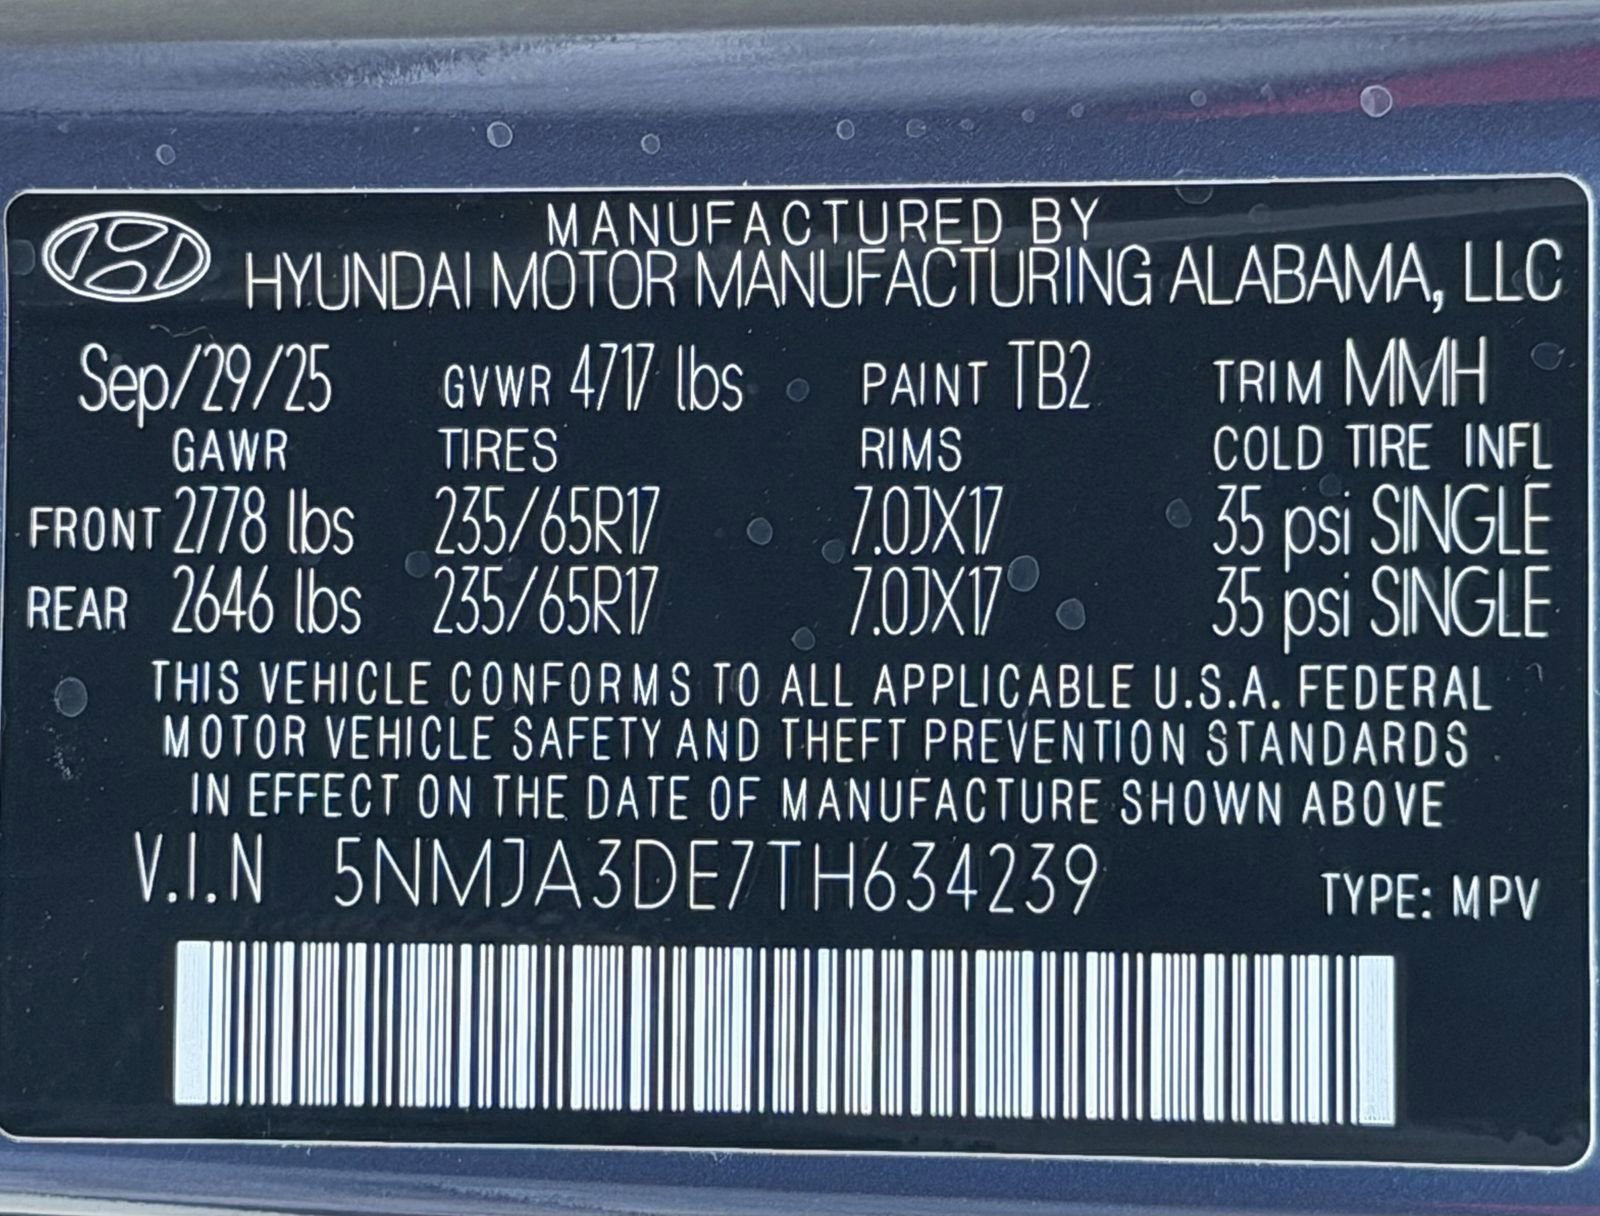 MANUFACTURED BY
HYUNDAI MOTOR MANUFACTURING ALABAMA, LLC
Sep/29/25 GVWR 4717 lbs PAINT TB2 TRIM MMH
GAWR TIRES RIMS COLD TIRE INFL
FRONT 2778 lbs 235/65R17 7.0JX17 35 psi SINGLE
REAR 2646 lbs 235/65R17 7.0JX17 35 psi SINGLE
THIS VEHICLE CONFORMS TO ALL APPLICABLE U.S.A. FEDERAL
MOTOR VEHICLE SAFETY AND THEFT PREVENTION STANDARDS
IN EFFECT ON THE DATE OF MANUFACTURE SHOWN ABOVE
V.I.N 5NMJA3DE7TH634239 TYPE: MPV